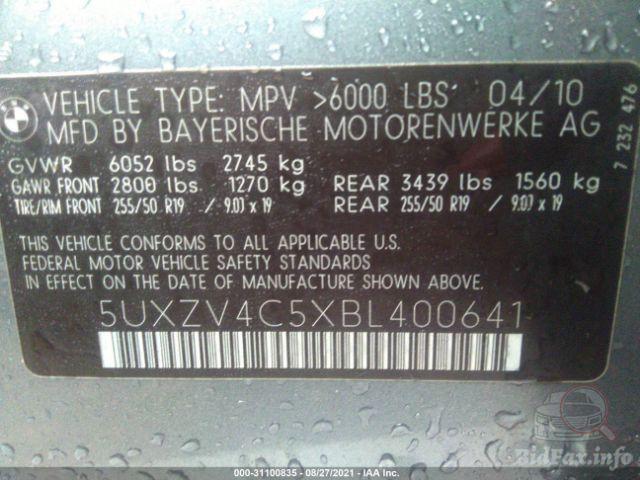 BMW
VEHICLE TYPE: MPV >6000 LBS 04/10
MFD BY BAYERISCHE MOTORENWERKE AG
7 232 476
GVWR 6052 lbs 2745 kg
GAWR FRONT 2800 lbs 1270 kg REAR 3439 lbs 1560 kg
TIRE/RIM FRONT 255/50 R19 / 9.0J x 19 REAR 255/50 R19 / 9.0J x 19
THIS VEHICLE CONFORMS TO ALL APPLICABLE U.S.
FEDERAL MOTOR VEHICLE SAFETY STANDARDS
IN EFFECT ON THE DATE OF MANUFACTURE SHOWN ABOVE.
5UXZV4C5XBL400641
BidFax.info
000-31100835 - 08/27/2021 - IAA Inc.